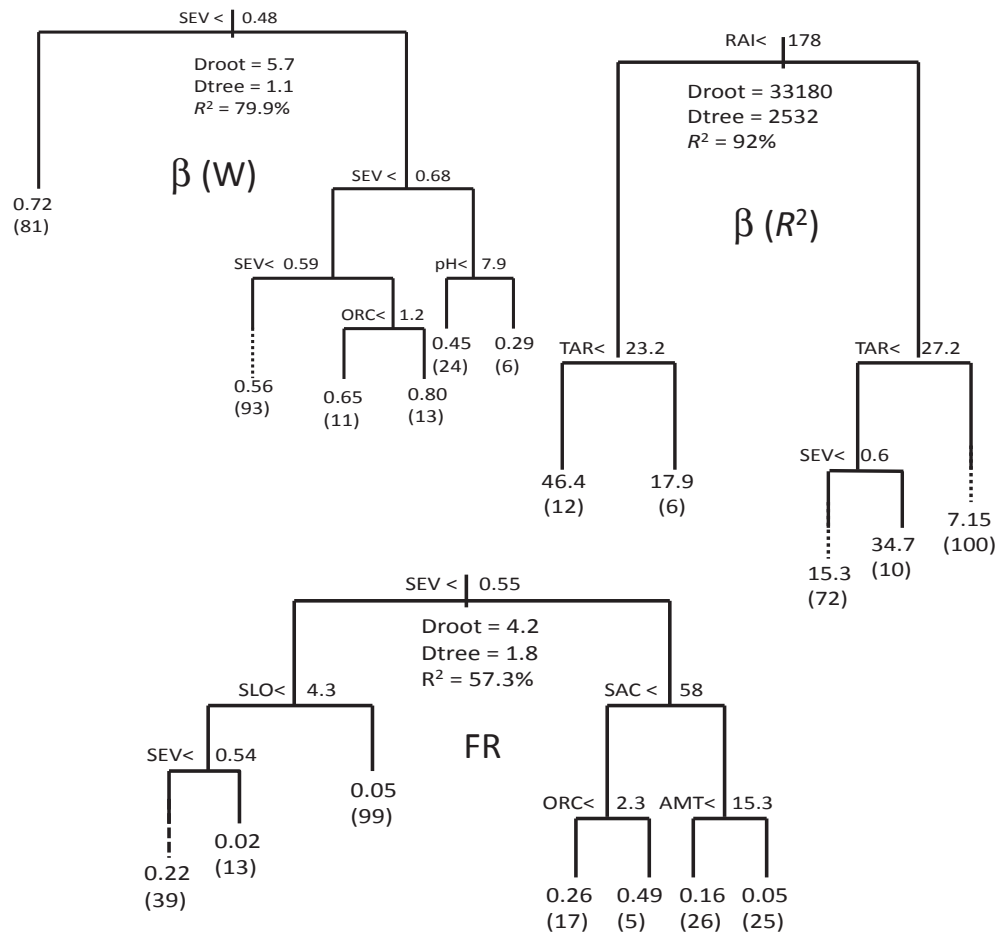 SEV < 0.48
Droot = 5.7
Dtree = 1.1
R² = 79.9%
β (W)
0.72
(81)
SEV < 0.68
SEV< 0.59
pH< 7.9
ORC< 1.2
0.56
(93)
0.65
(11)
0.80
(13)
0.45
(24)
0.29
(6)
RAI< 178
Droot = 33180
Dtree = 2532
R² = 92%
β (R²)
TAR< 23.2
TAR< 27.2
46.4
(12)
17.9
(6)
SEV< 0.6
15.3
(72)
34.7
(10)
7.15
(100)
SEV < 0.55
Droot = 4.2
Dtree = 1.8
R² = 57.3%
FR
SLO< 4.3
SAC < 58
SEV< 0.54
0.05
(99)
0.22
(39)
0.02
(13)
ORC< 2.3
AMT< 15.3
0.26
(17)
0.49
(5)
0.16
(26)
0.05
(25)